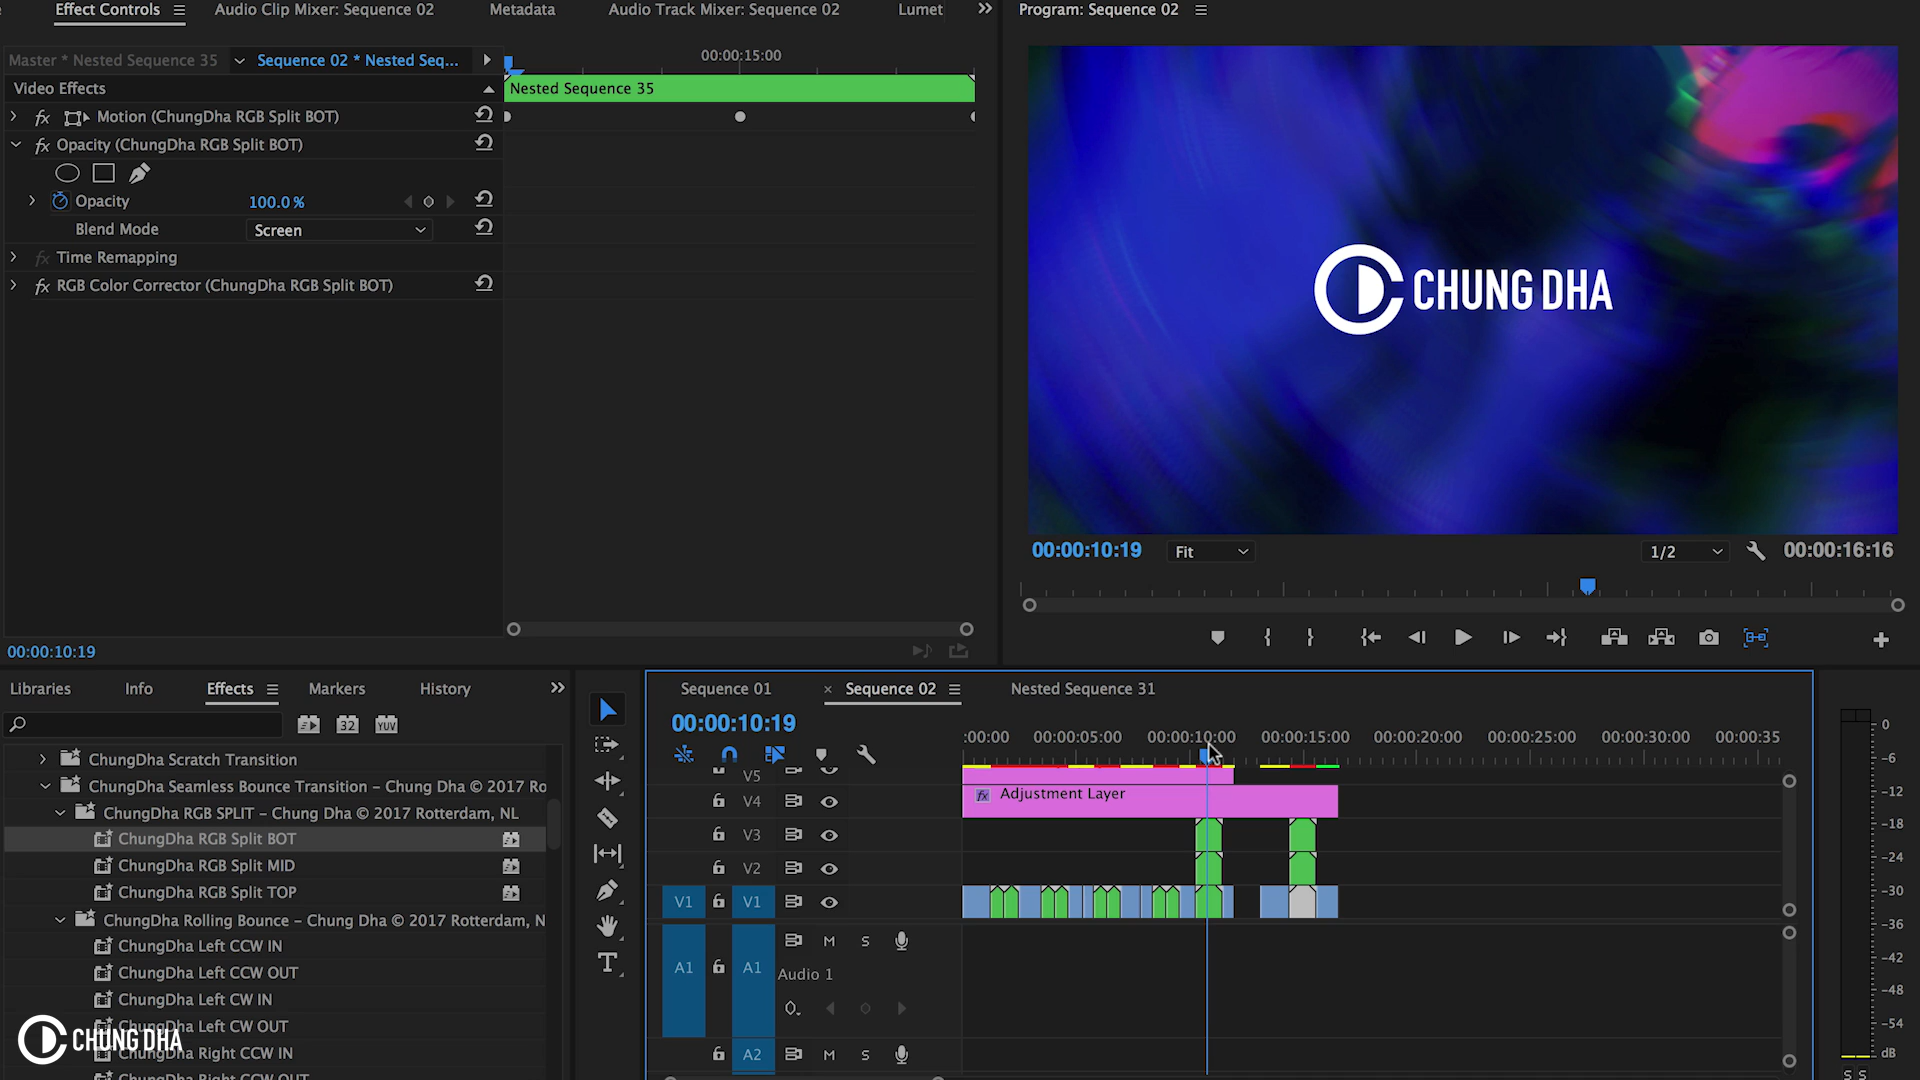 Effect Controls
Audio Clip Mixer: Sequence 02
Metadata
Audio Track Mixer: Sequence 02
Lumet
Program: Sequence 02
Master * Nested Sequence 35
Sequence 02 * Nested Seq...
00:00:15:00
Video Effects
Nested Sequence 35
fx Motion (ChungDha RGB Split BOT)
fx Opacity (ChungDha RGB Split BOT)
Opacity
100.0 %
Blend Mode
Screen
fx Time Remapping
fx RGB Color Corrector (ChungDha RGB Split BOT)
CHUNG DHA
00:00:10:19
Fit
1/2
00:00:16:16
00:00:10:19
Libraries
Info
Effects
Markers
History
32
YUV
ChungDha Scratch Transition
ChungDha Seamless Bounce Transition – Chung Dha © 2017 Ro
ChungDha RGB SPLIT – Chung Dha © 2017 Rotterdam, NL
ChungDha RGB Split BOT
ChungDha RGB Split MID
ChungDha RGB Split TOP
ChungDha Rolling Bounce – Chung Dha © 2017 Rotterdam, N
ChungDha Left CCW IN
ChungDha Left CCW OUT
ChungDha Left CW IN
ChungDha Left CW OUT
ChungDha Right CCW IN
ChungDha Right CCW OUT
CHUNG DHA
Sequence 01
× Sequence 02
Nested Sequence 31
00:00:10:19
:00:00
00:00:05:00
00:00:10:00
00:00:15:00
00:00:20:00
00:00:25:00
00:00:30:00
00:00:35
V5
V4
fx Adjustment Layer
V3
V2
V1
V1
M
S
A1
A1
Audio 1
A2
M
S
0
-6
-12
-18
-24
-30
-36
-42
-48
-54
dB
S S